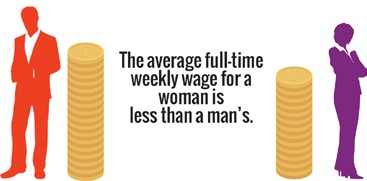 The average full-time
weekly wage for a
woman is
less than a man's.